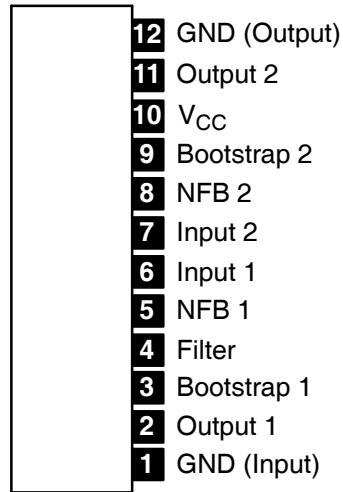 12 GND (Output)
11 Output 2
10 VCC
9 Bootstrap 2
8 NFB 2
7 Input 2
6 Input 1
5 NFB 1
4 Filter
3 Bootstrap 1
2 Output 1
1 GND (Input)